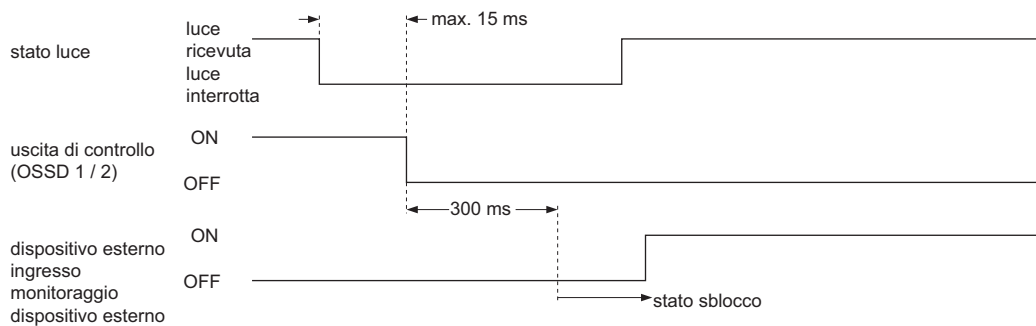 max. 15 ms
stato luce
luce
ricevuta
luce
interrotta
uscita di controllo
(OSSD 1 / 2)
ON
OFF
300 ms
dispositivo esterno
ingresso
monitoraggio
dispositivo esterno
ON
OFF
stato sblocco